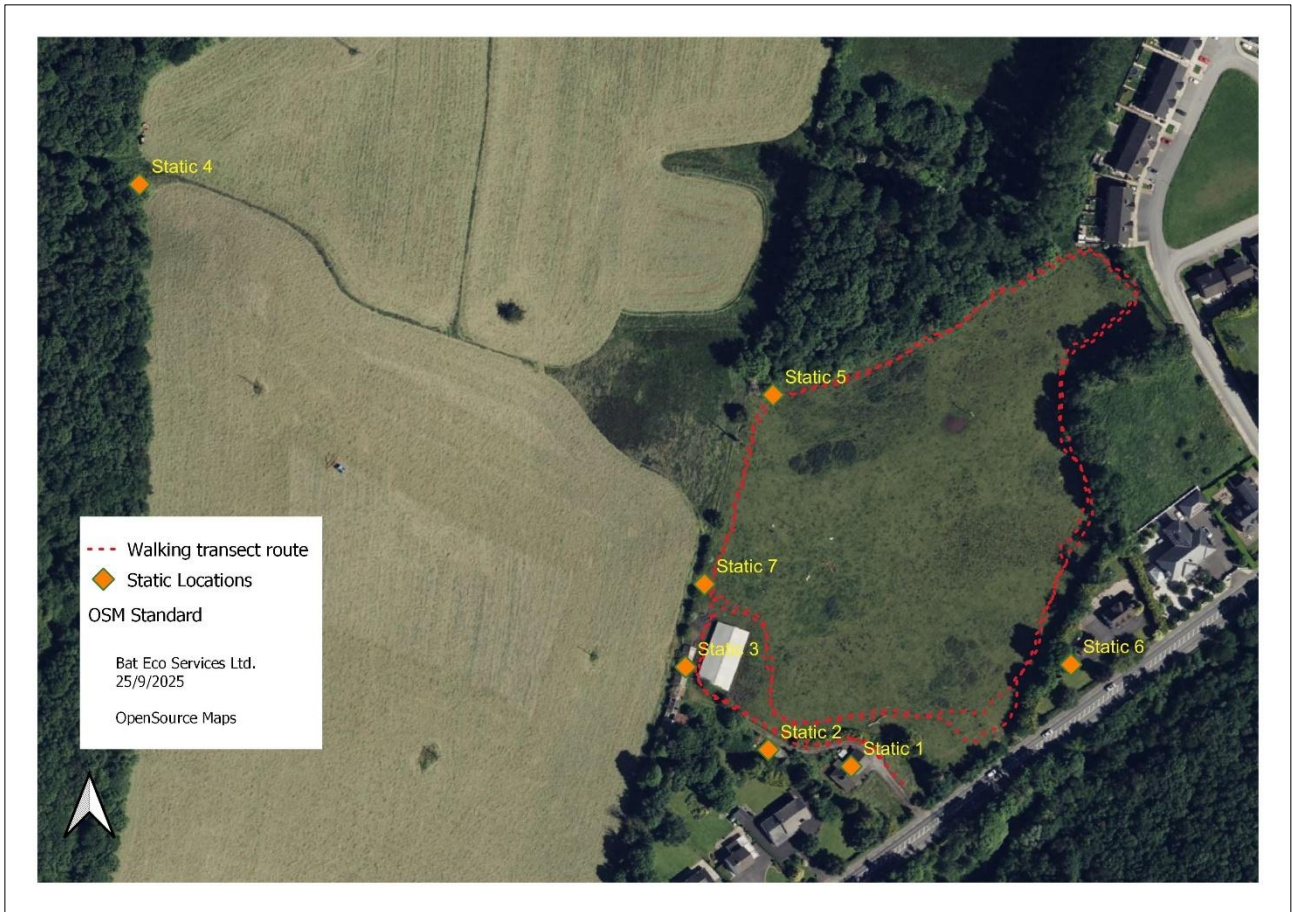 Static 4
Static 5
Static 7
Static 3
Static 6
Static 2
Static 1
Walking transect route
Static Locations
OSM Standard
Bat Eco Services Ltd.
25/9/2025
OpenSource Maps